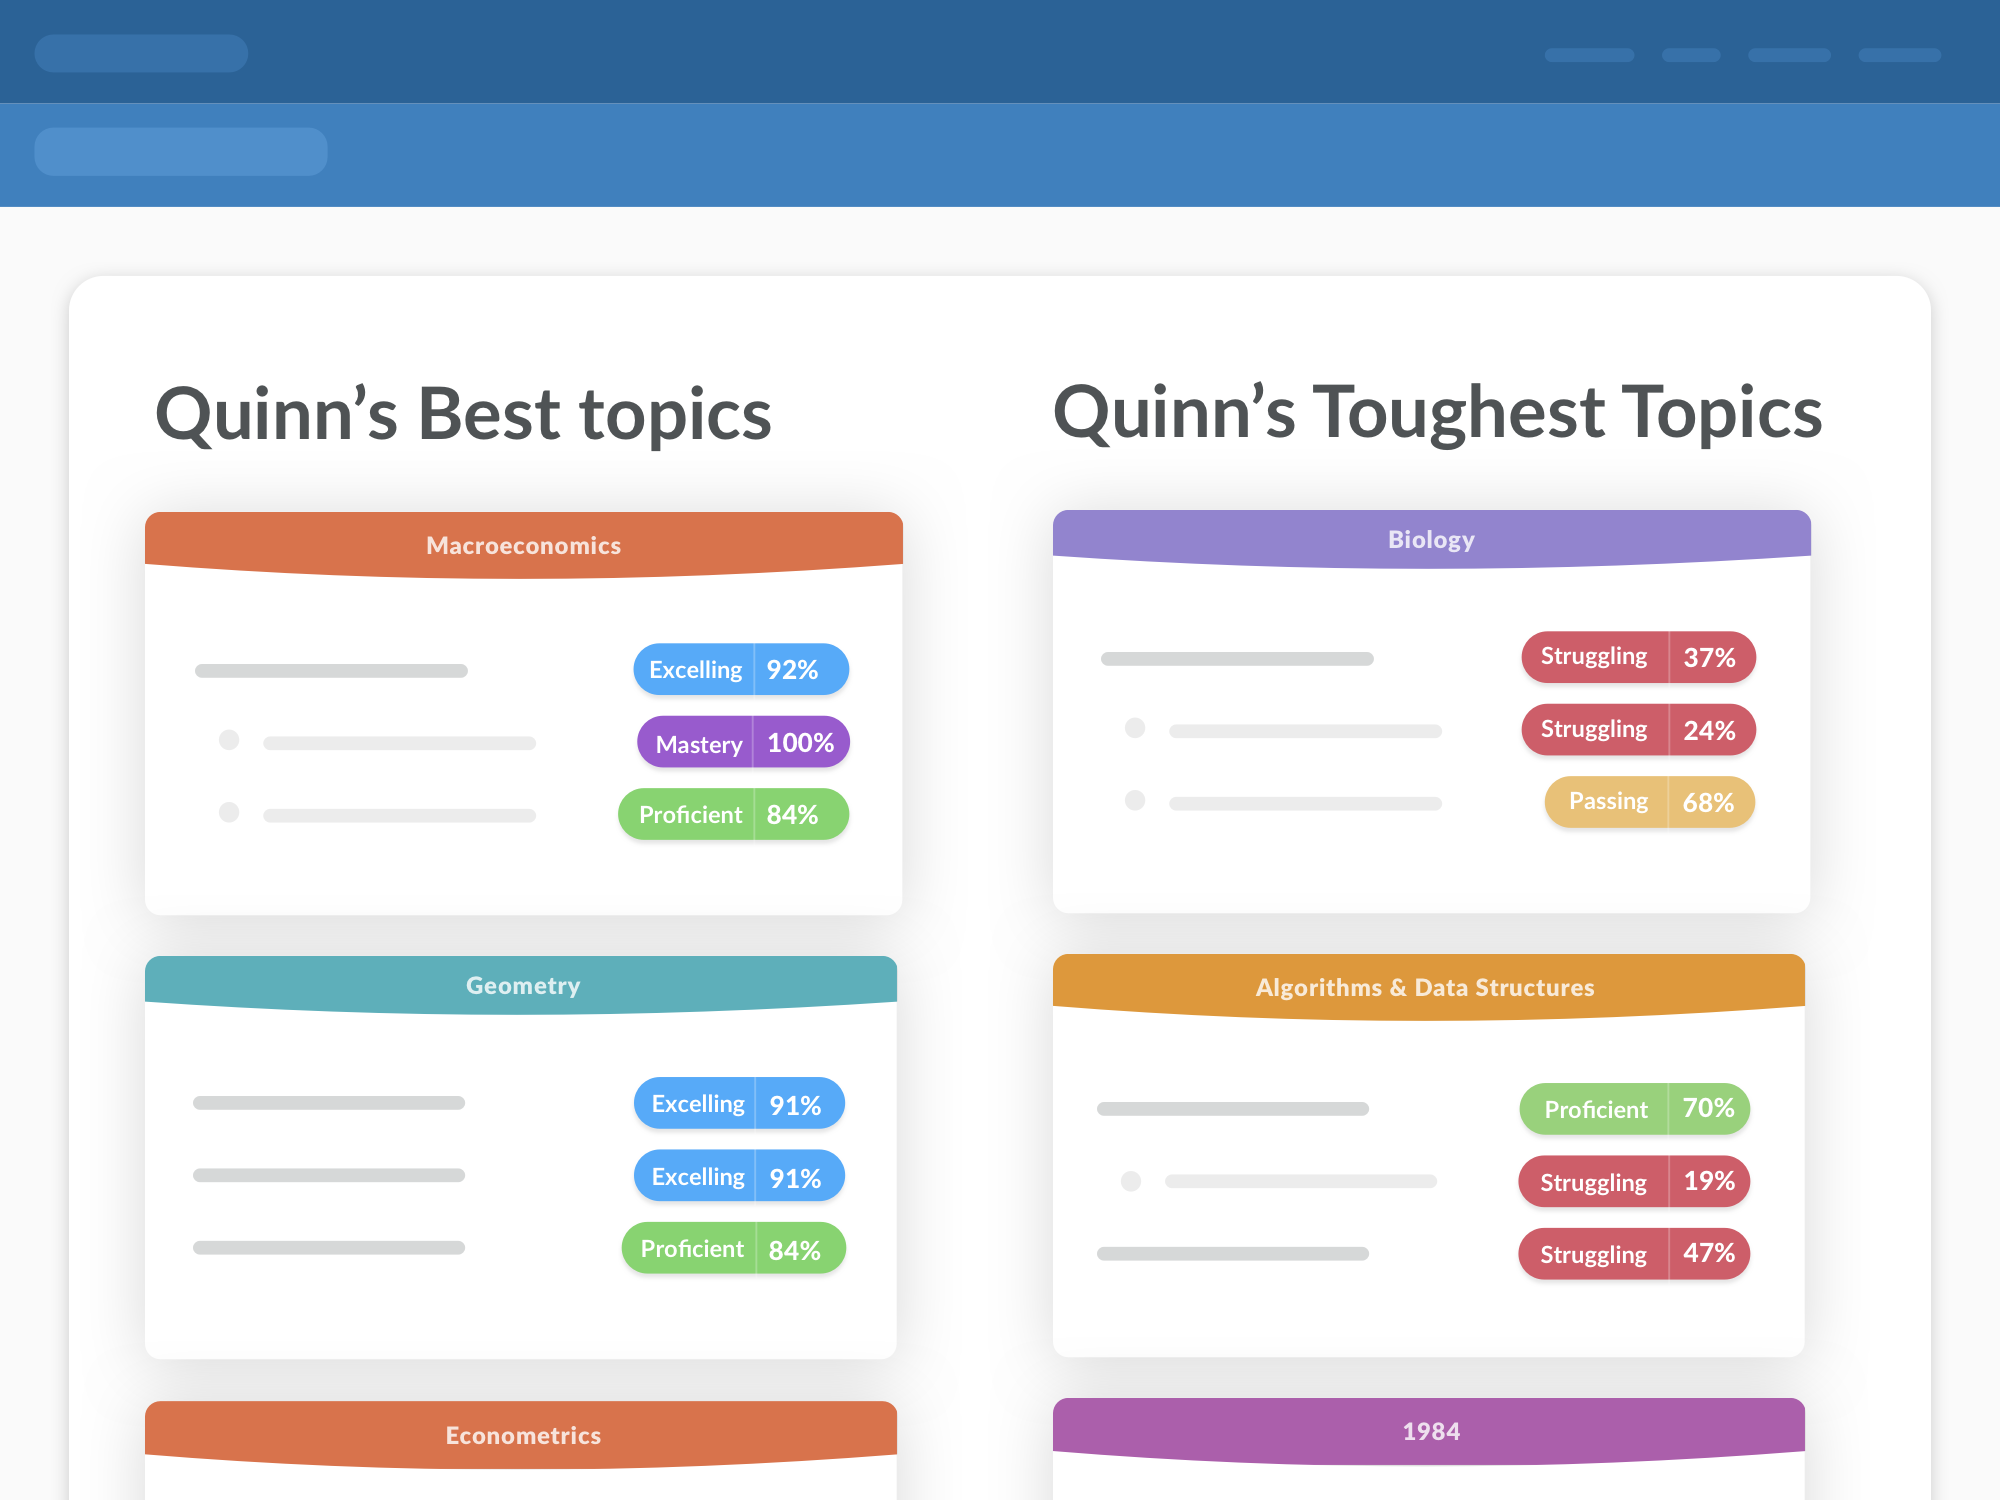 Quinn’s Best topics
Macroeconomics
Excelling 92%
Mastery 100%
Proficient 84%
Geometry
Excelling 91%
Excelling 91%
Proficient 84%
Econometrics
Quinn’s Toughest Topics
Biology
Struggling 37%
Struggling 24%
Passing 68%
Algorithms & Data Structures
Proficient 70%
Struggling 19%
Struggling 47%
1984